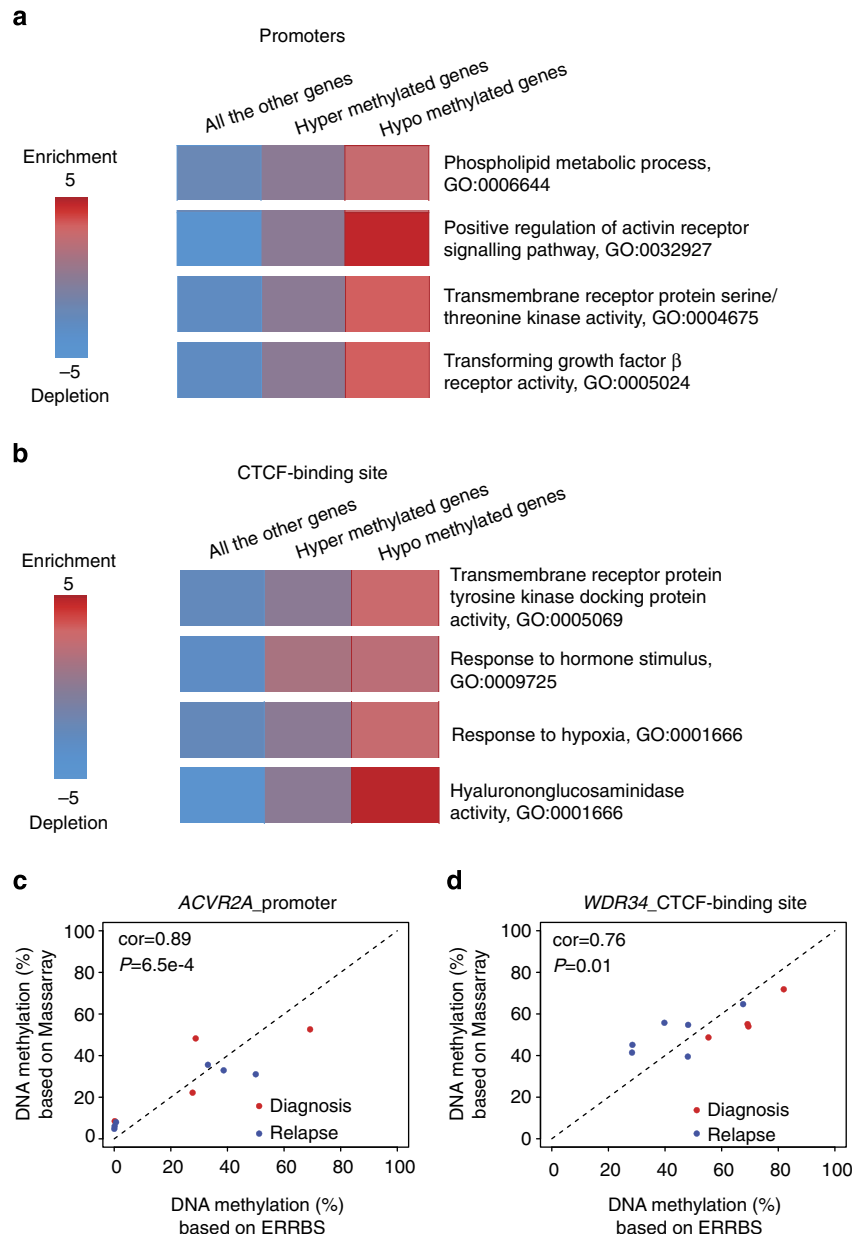 a
Promoters
All the other genes
Hyper methylated genes
Hypo methylated genes
Enrichment
5
−5
Depletion
Phospholipid metabolic process,
GO:0006644
Positive regulation of activin receptor
signalling pathway, GO:0032927
Transmembrane receptor protein serine/
threonine kinase activity, GO:0004675
Transforming growth factor β
receptor activity, GO:0005024
b
CTCF-binding site
All the other genes
Hyper methylated genes
Hypo methylated genes
Enrichment
5
−5
Depletion
Transmembrane receptor protein
tyrosine kinase docking protein
activity, GO:0005069
Response to hormone stimulus,
GO:0009725
Response to hypoxia, GO:0001666
Hyalurononglucosaminidase
activity, GO:0001666
c
ACVR2A_promoter
cor=0.89
P=6.5e-4
DNA methylation (%)
based on Massarray
100
80
60
40
20
0
Diagnosis
Relapse
0 20 40 60 80 100
DNA methylation (%)
based on ERRBS
d
WDR34_CTCF-binding site
cor=0.76
P=0.01
DNA methylation (%)
based on Massarray
100
80
60
40
20
0
Diagnosis
Relapse
0 20 40 60 80 100
DNA methylation (%)
based on ERRBS